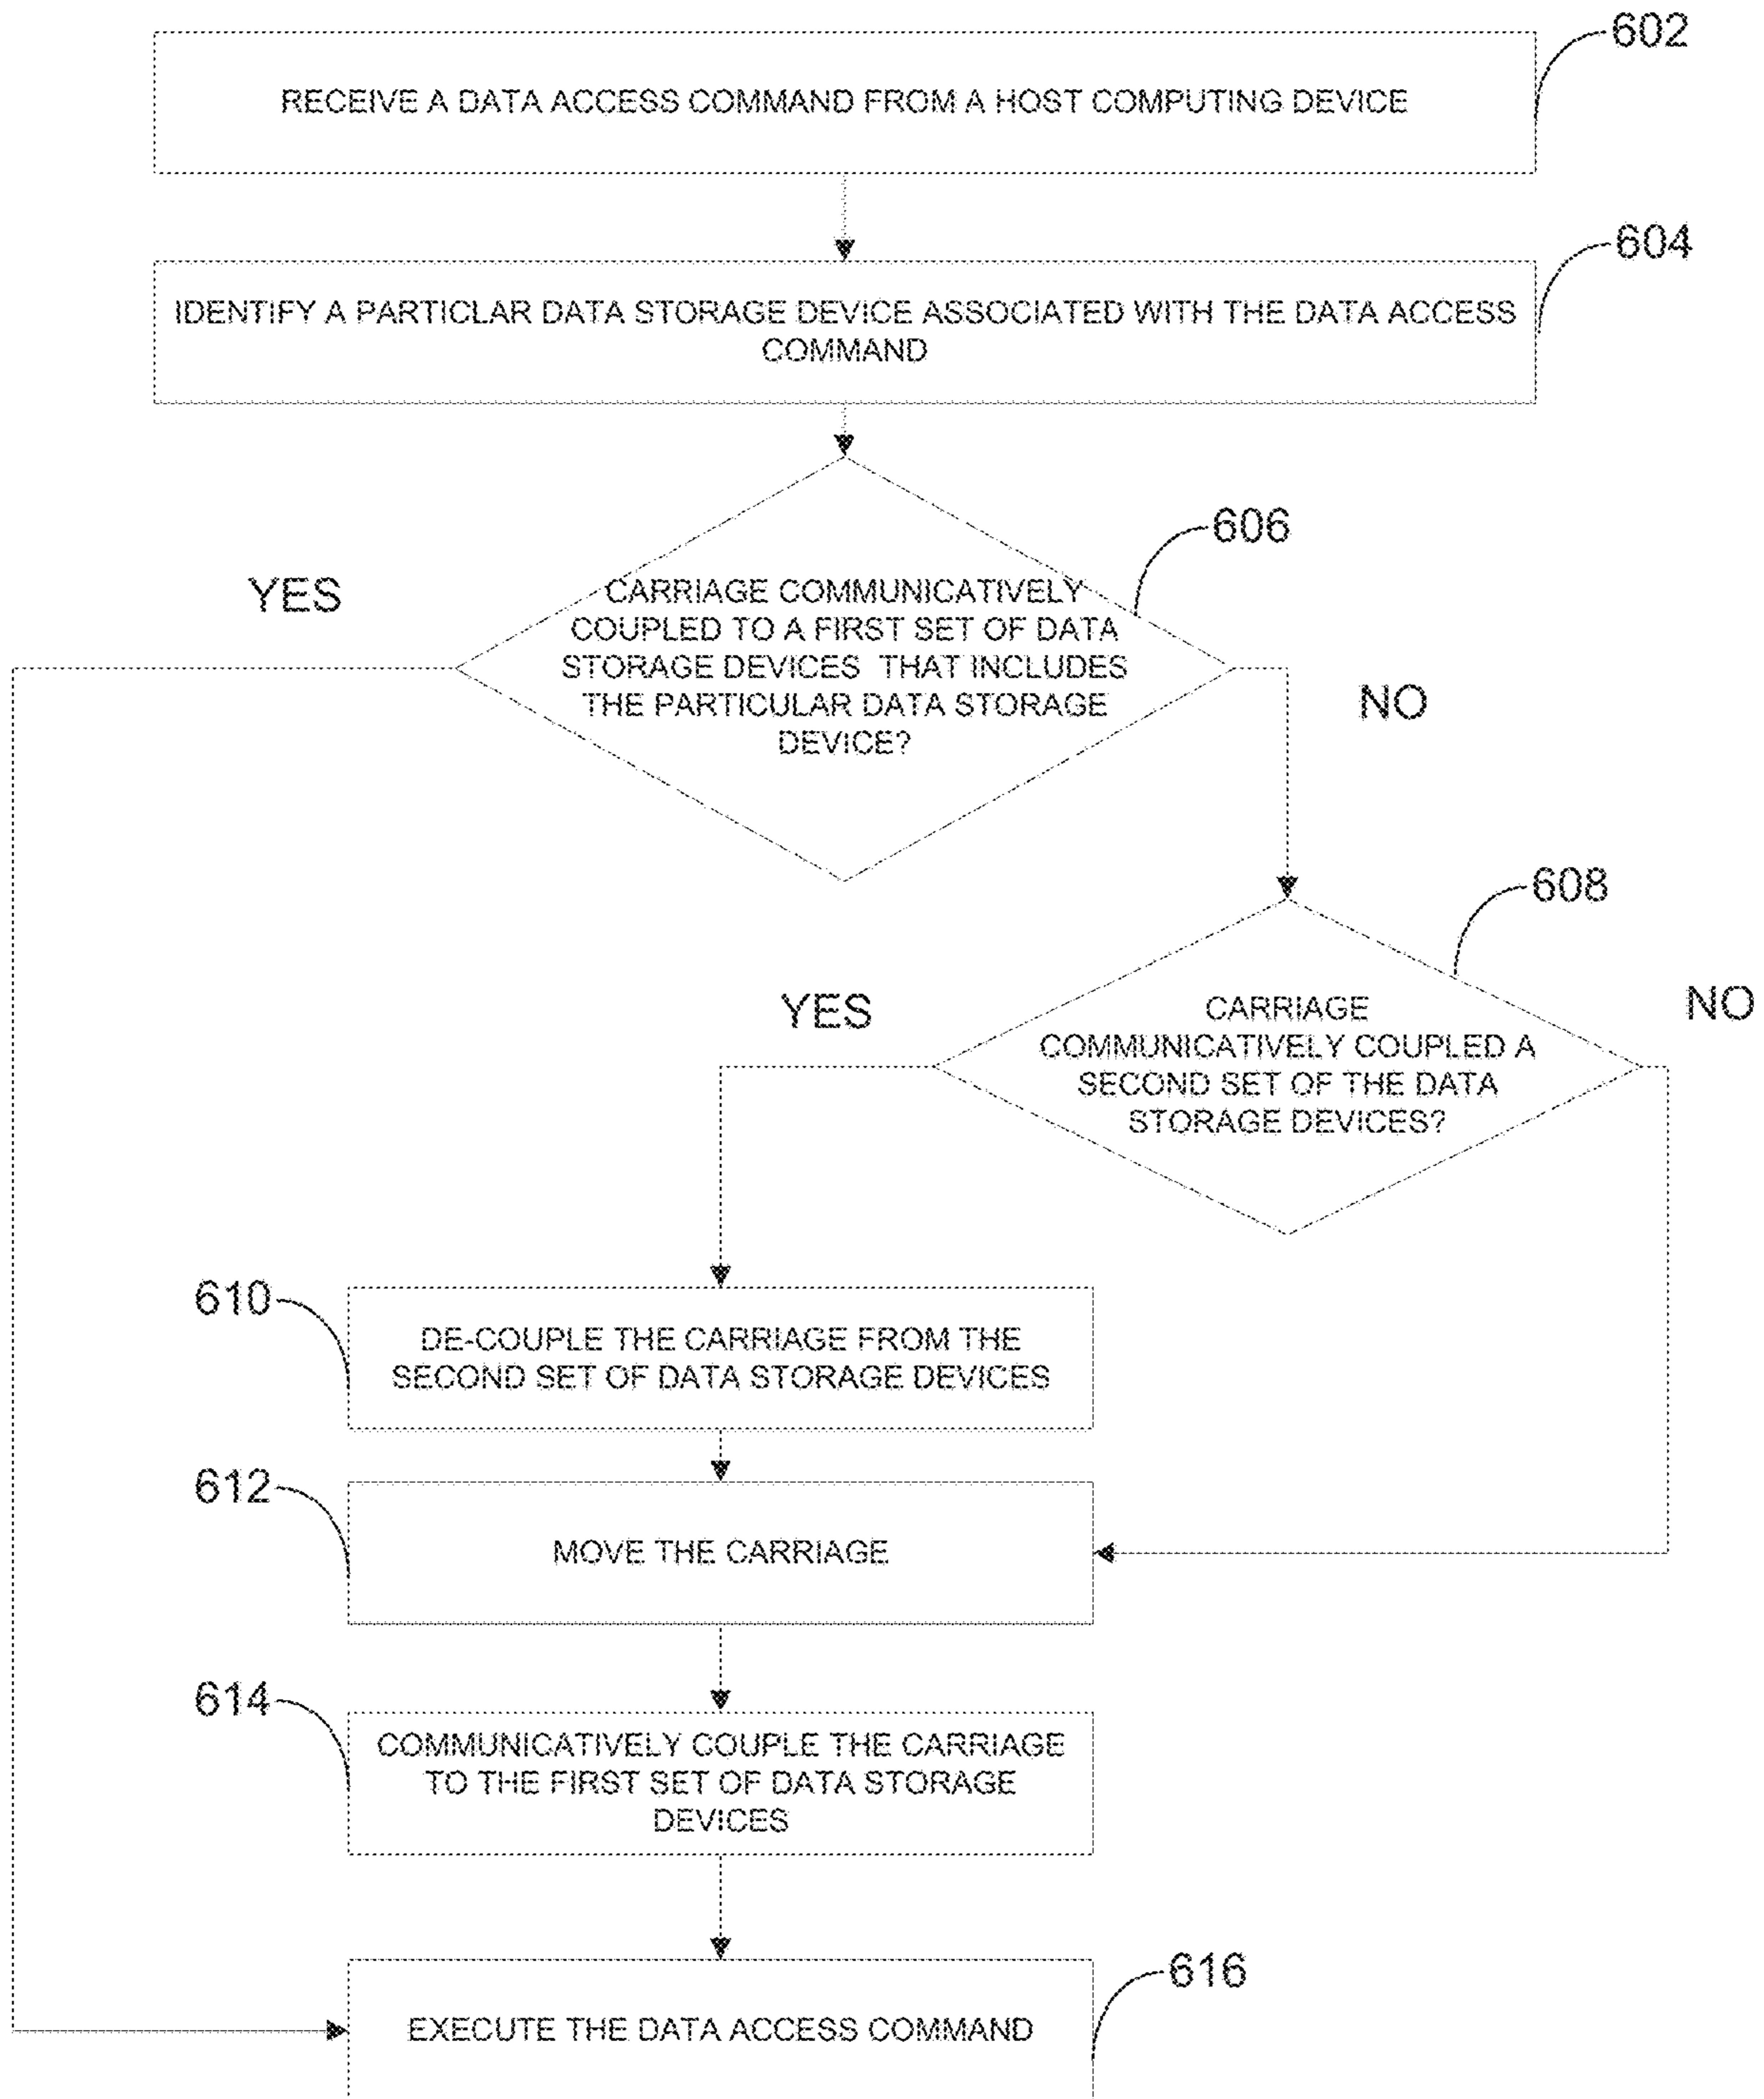 602
RECEIVE A DATA ACCESS COMMAND FROM A HOST COMPUTING DEVICE
604
IDENTIFY A PARTICLAR DATA STORAGE DEVICE ASSOCIATED WITH THE DATA ACCESS
COMMAND
606
YES
CARRIAGE COMMUNICATIVELY
COUPLED TO A FIRST SET OF DATA
STORAGE DEVICES THAT INCLUDES
THE PARTICULAR DATA STORAGE
DEVICE?
NO
608
YES
NO
CARRIAGE
COMMUNICATIVELY COUPLED A
SECOND SET OF THE DATA
STORAGE DEVICES?
610
DE-COUPLE THE CARRIAGE FROM THE
SECOND SET OF DATA STORAGE DEVICES
612
MOVE THE CARRIAGE
614
COMMUNICATIVELY COUPLE THE CARRIAGE
TO THE FIRST SET OF DATA STORAGE
DEVICES
616
EXECUTE THE DATA ACCESS COMMAND